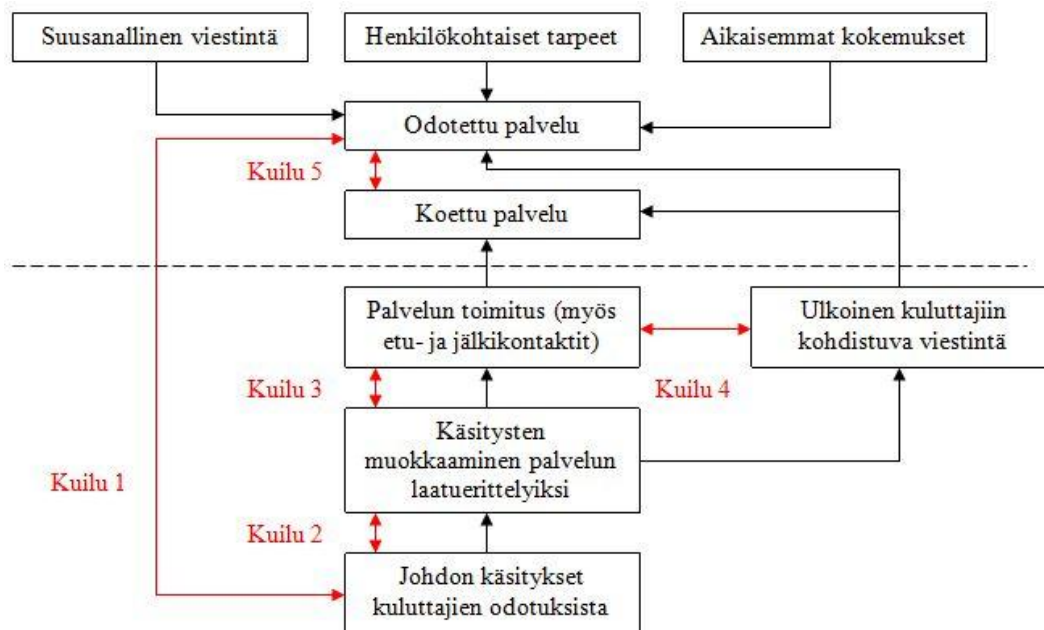 Suusanallinen viestintä
Henkilökohtaiset tarpeet
Aikaisemmat kokemukset
Odotettu palvelu
Kuilu 5
Koettu palvelu
Palvelun toimitus (myös
etu- ja jälkikontaktit)
Ulkoinen kuluttajiin
kohdistuva viestintä
Kuilu 3
Kuilu 4
Käsitysten
muokkaaminen palvelun
laatuerittelyiksi
Kuilu 1
Kuilu 2
Johdon käsitykset
kuluttajien odotuksista